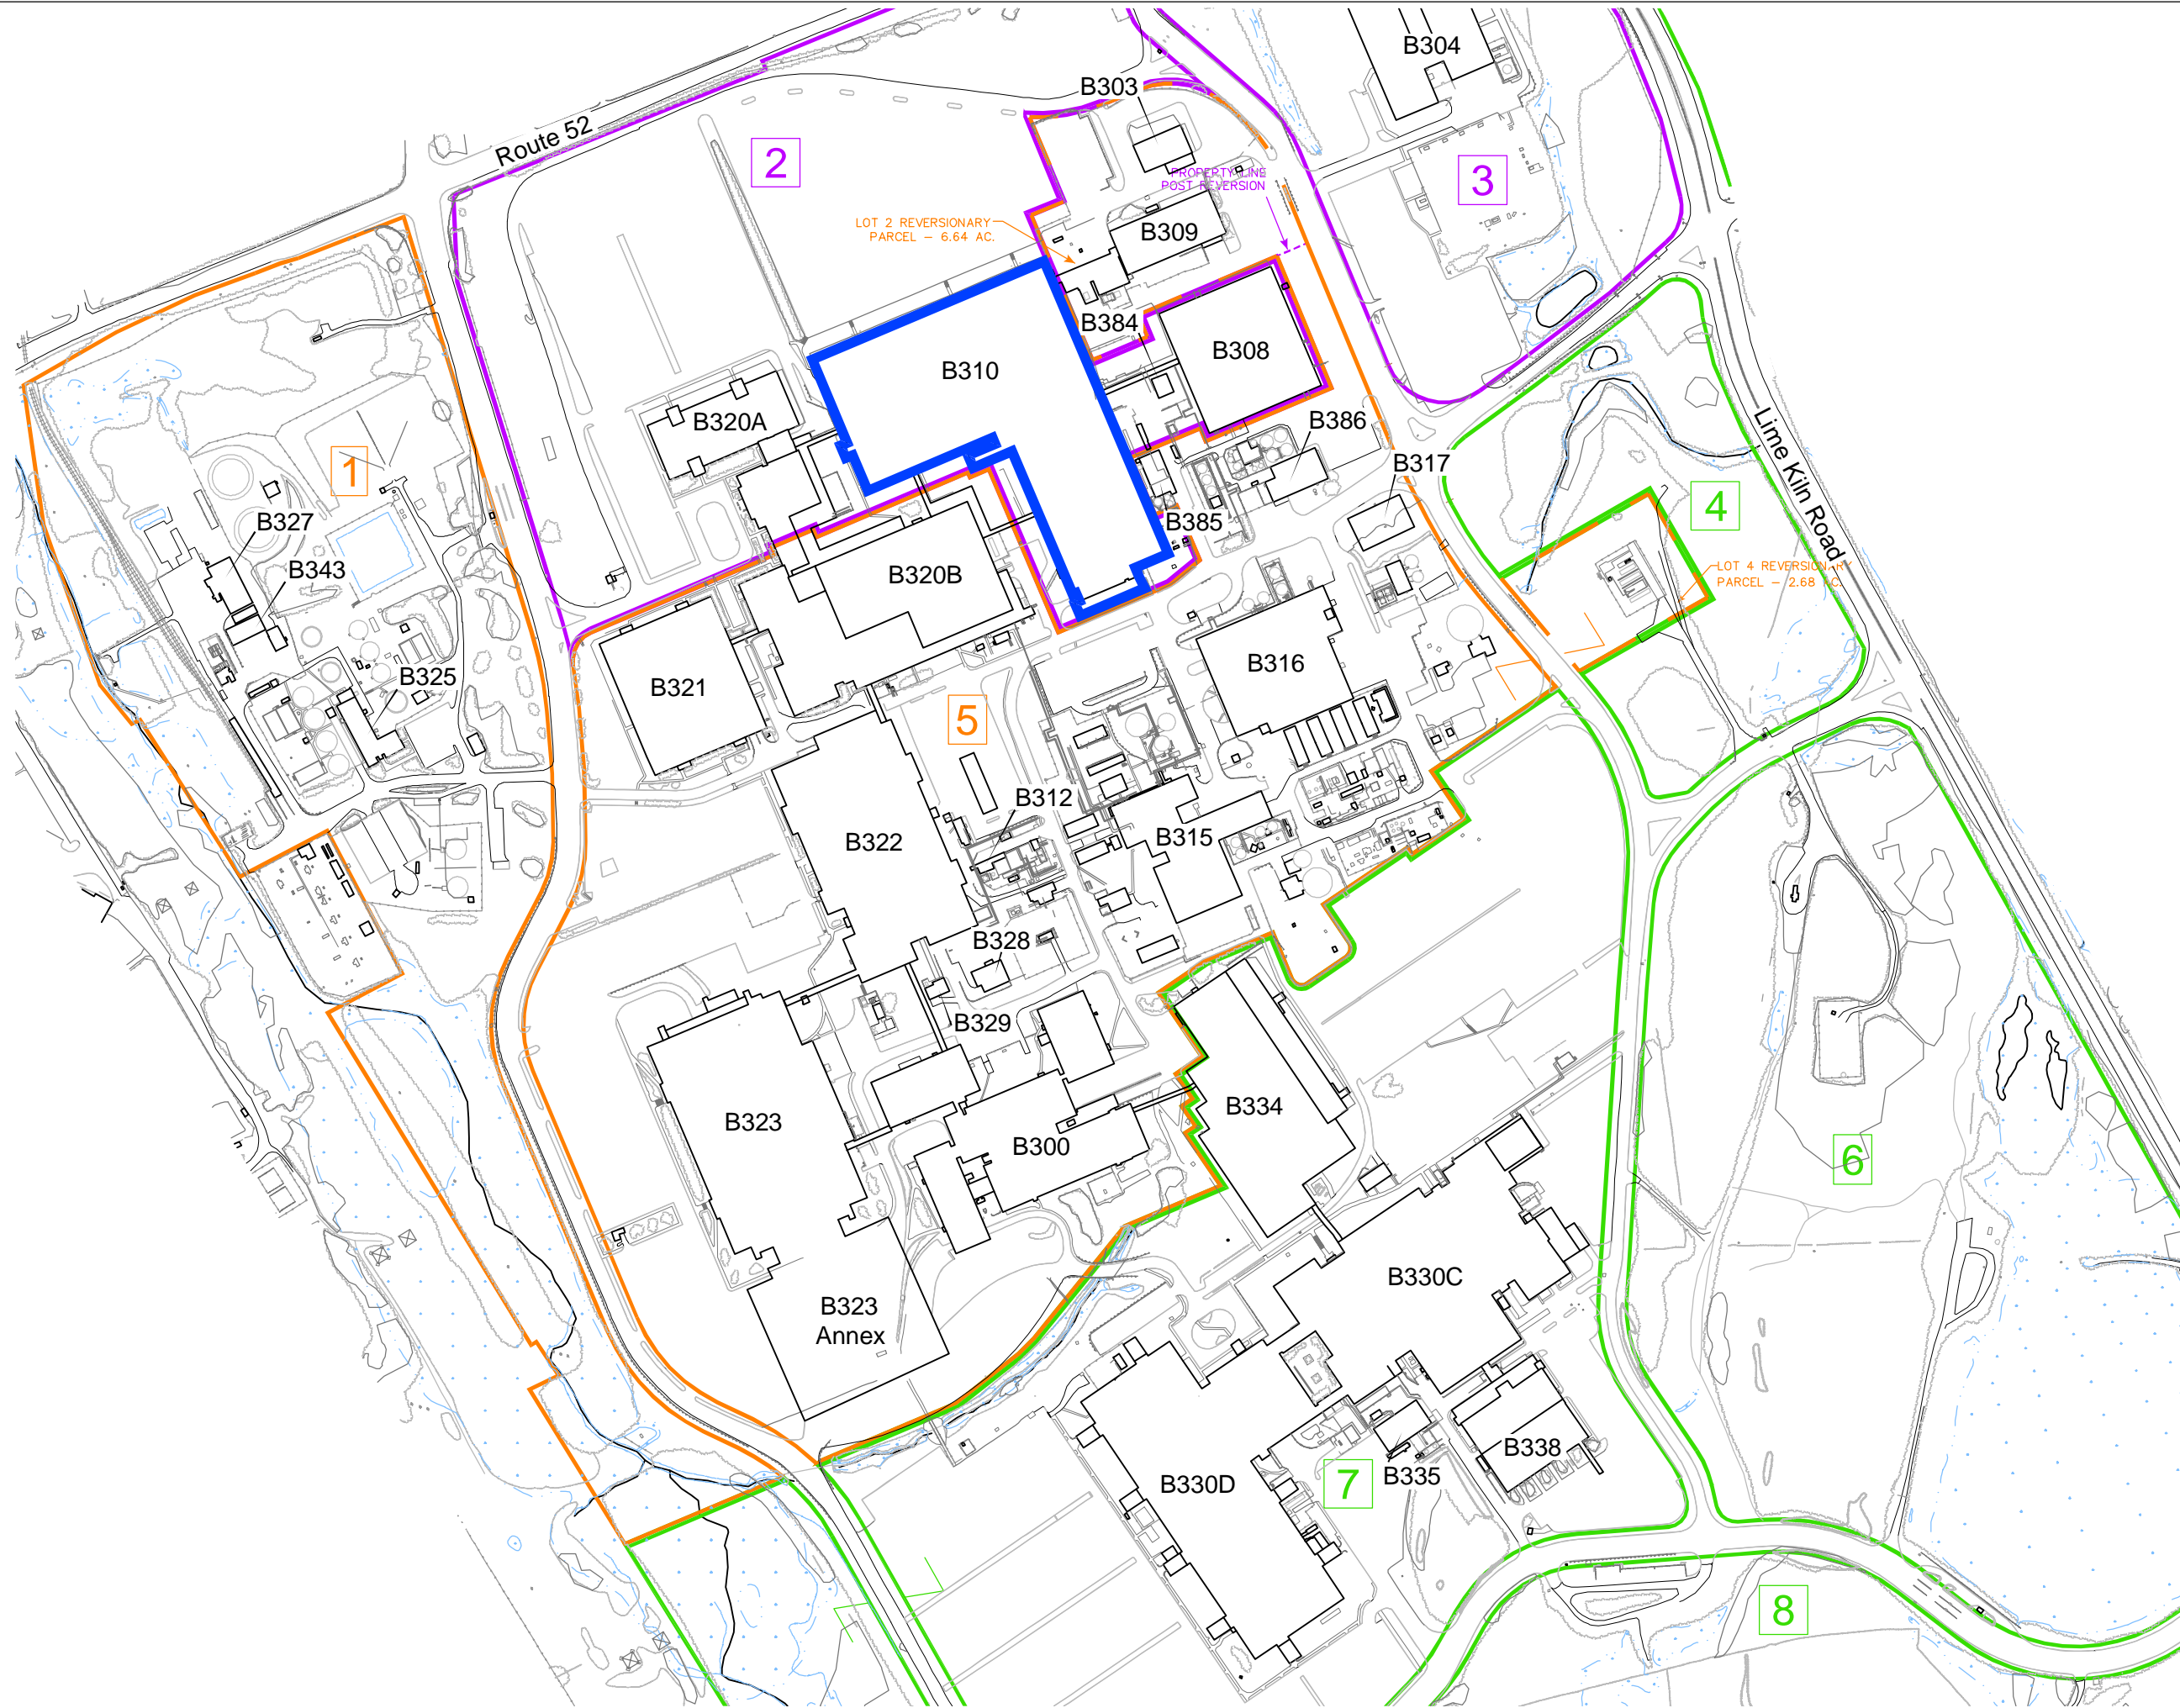 B304
B303
Route 52
2
3
PROPERTY LINE
POST REVERSION
LOT 2 REVERSIONARY
PARCEL – 6.64 AC.
B309
B384
B308
B310
B320A
B386
Lime Kiln Road
1
B317
4
B327
B385
B343
B320B
LOT 4 REVERSIONARY
PARCEL – 2.68 AC.
B316
B325
B321
5
B312
B322
B315
B328
B329
B334
B323
B300
6
B330C
B323
Annex
B338
B335
B330D
7
8